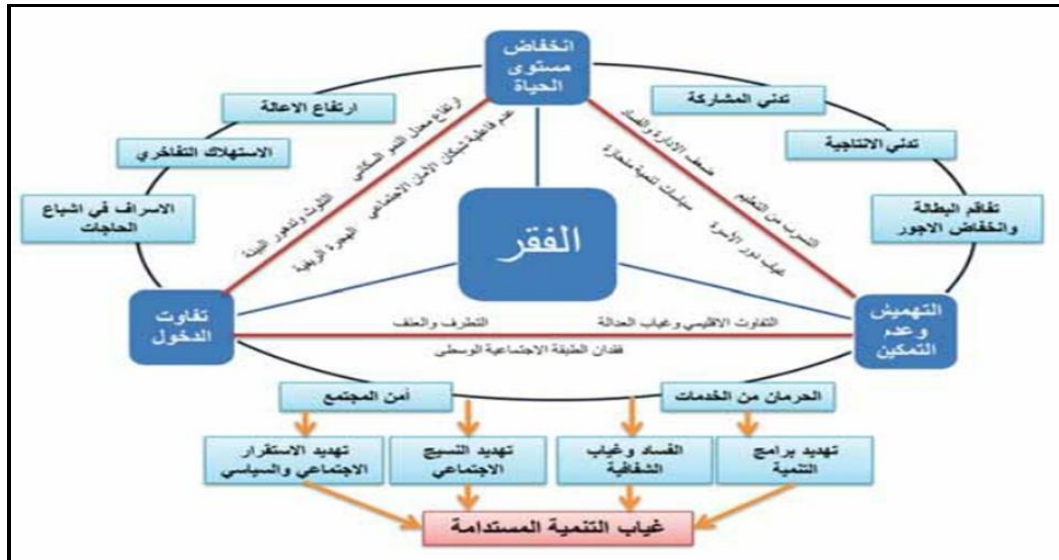 انخفاض
مستوى
الحياة
تدني المشاركة
ارتفاع الاعالة
تدني الانتاجية
الاستهلاك التفاخري
تفاقم البطالة
وانخفاض الاجور
الاسراف في اشباع
الحاجات
ضعف الادارة والفساد
التسرب من التعليم
سياسات تنمية منحازة
غياب دور الأسرة
ارتفاع معدل النمو السكاني
التلوث وتدهور البيئة
عدم فاعلية شبكان الأمان الاجتماعي
الهجرة الريفية
الفقر
التهميش
وعدم
التمكين
تفاوت
الدخول
التفاوت الاقليمي وغياب العدالة
التطرف والعنف
فقدان الطبقة الاجتماعية الوسطى
الحرمان من الخدمات
أمن المجتمع
تهديد برامج
التنمية
الفساد وغياب
الشفافية
تهديد النسيج
الاجتماعي
تهديد الاستقرار
الاجتماعي والسياسي
غياب التنمية المستدامة